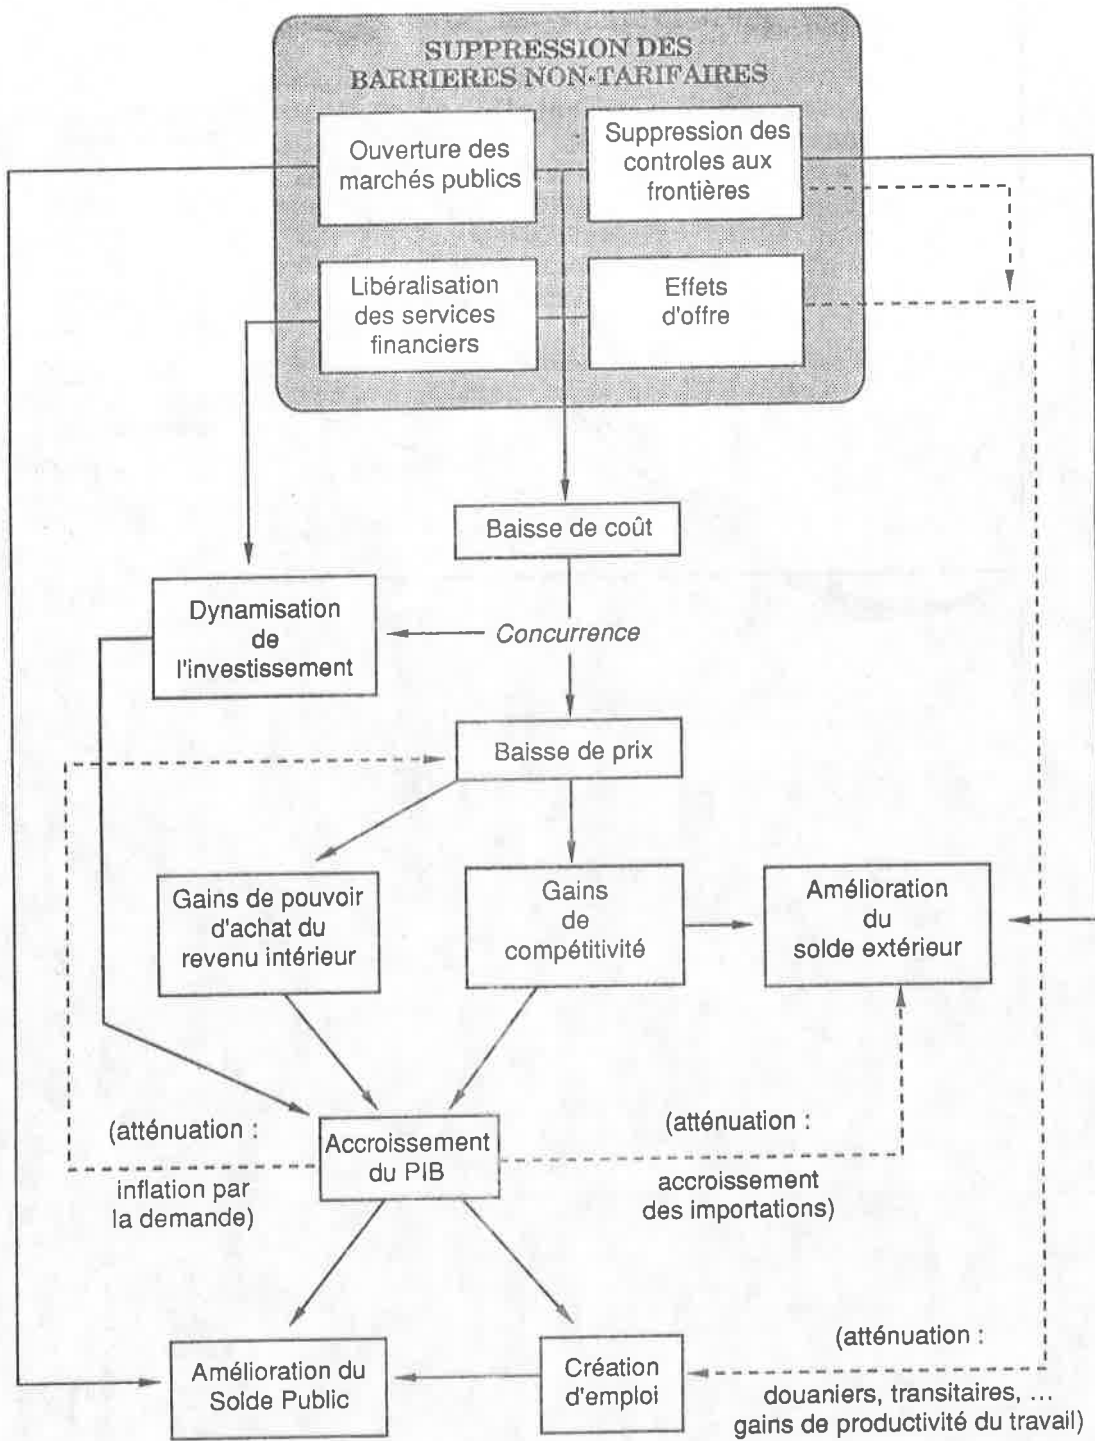 SUPPRESSION DES
BARRIERES NON-TARIFAIRES
Ouverture des
marchés publics
Suppression des
controles aux
frontières
Libéralisation
des services
financiers
Effets
d'offre
Baisse de coût
Dynamisation
de
l'investissement
Concurrence
Baisse de prix
Gains de pouvoir
d'achat du
revenu intérieur
Gains
de
compétitivité
Amélioration
du
solde extérieur
(atténuation :
inflation par
la demande)
Accroissement
du PIB
(atténuation :
accroissement
des importations)
Amélioration du
Solde Public
Création
d'emploi
(atténuation :
douaniers, transitaires, ...
gains de productivité du travail)